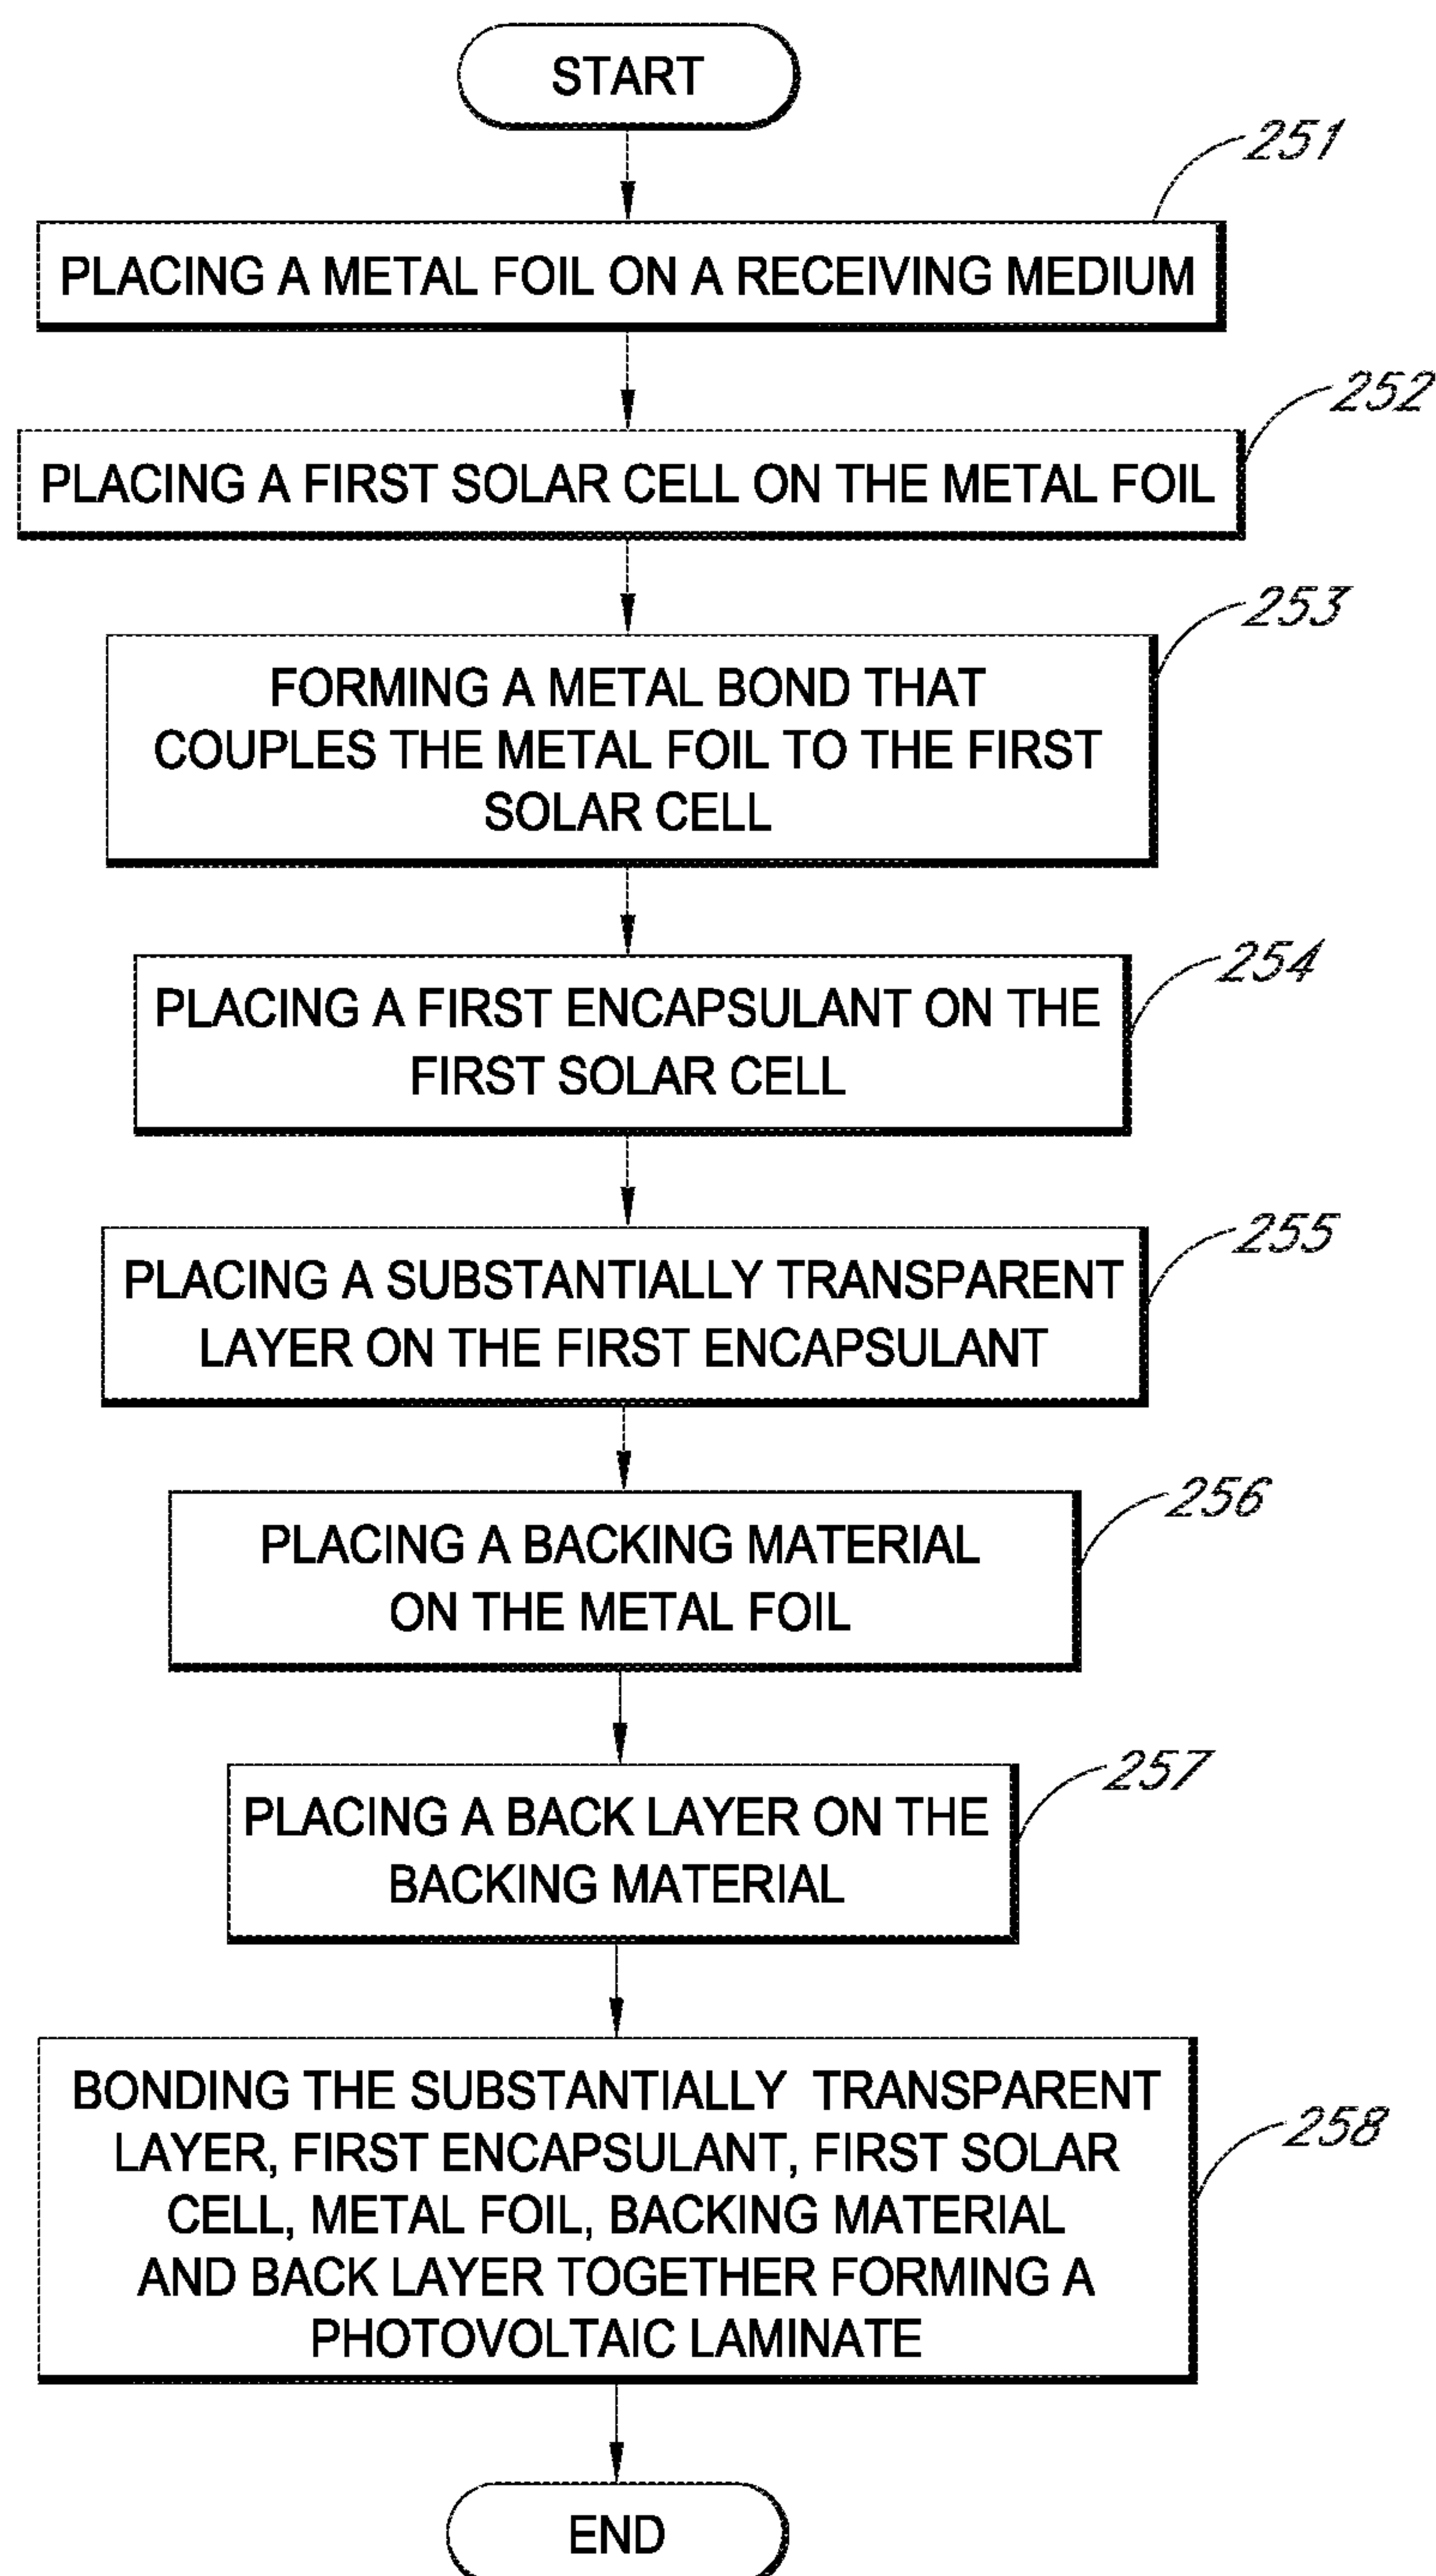 START
251
PLACING A METAL FOIL ON A RECEIVING MEDIUM
252
PLACING A FIRST SOLAR CELL ON THE METAL FOIL
253
FORMING A METAL BOND THAT
COUPLES THE METAL FOIL TO THE FIRST
SOLAR CELL
254
PLACING A FIRST ENCAPSULANT ON THE
FIRST SOLAR CELL
255
PLACING A SUBSTANTIALLY TRANSPARENT
LAYER ON THE FIRST ENCAPSULANT
256
PLACING A BACKING MATERIAL
ON THE METAL FOIL
257
PLACING A BACK LAYER ON THE
BACKING MATERIAL
BONDING THE SUBSTANTIALLY TRANSPARENT
258
LAYER, FIRST ENCAPSULANT, FIRST SOLAR
CELL, METAL FOIL, BACKING MATERIAL
AND BACK LAYER TOGETHER FORMING A
PHOTOVOLTAIC LAMINATE
END